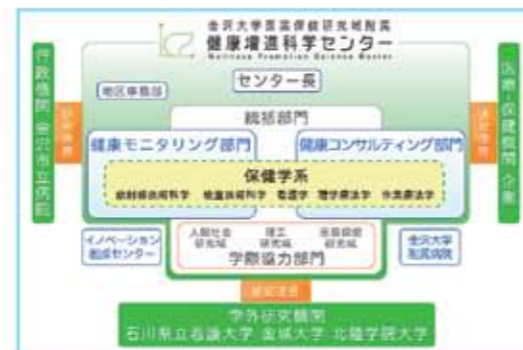 金沢大学医薬保健研究域附属
健康増進科学センター
Wellness Promotion Science Center
センター長
地区事務部
統括部門
健康モニタリング部門
健康コンサルティング部門
保健学系
放射線技術科学 検査技術科学 看護学 理学療法学 作業療法学
行政機関 金沢市立病院
医療・保健機関 企業
人間社会
研究域
理工
研究域
医薬保健
研究域
学際協力部門
イノベーション
創成センター
金沢大学
附属病院
学外研究機関
石川県立看護大学 金城大学 北陸学院大学